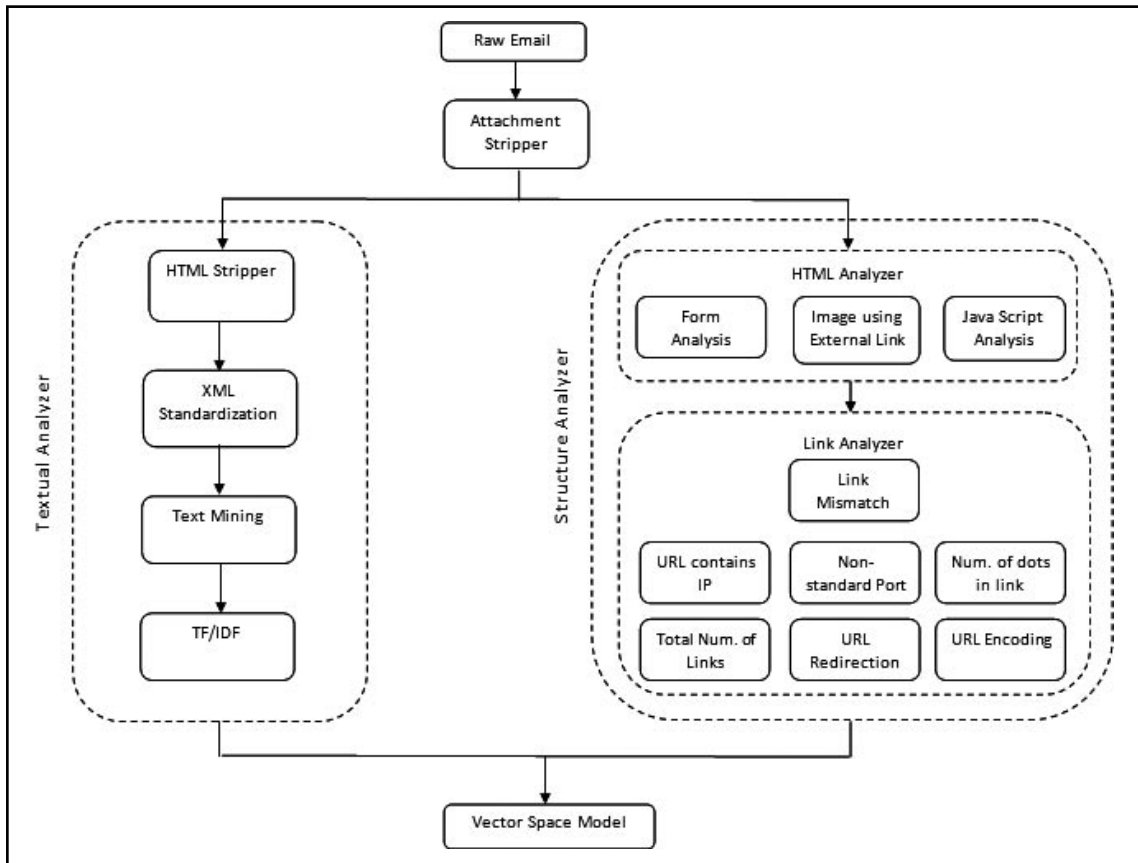 Raw Email
Attachment
Stripper
Textual Analyzer
HTML Stripper
XML
Standardization
Text Mining
TF/IDF
Structure Analyzer
HTML Analyzer
Form
Analysis
Image using
External Link
Java Script
Analysis
Link Analyzer
Link
Mismatch
URL contains
IP
Non-
standard Port
Num. of dots
in link
Total Num. of
Links
URL
Redirection
URL Encoding
Vector Space Model